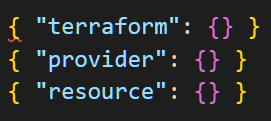 { "terraform": {} }
{ "provider": {} }
{ "resource": {} }